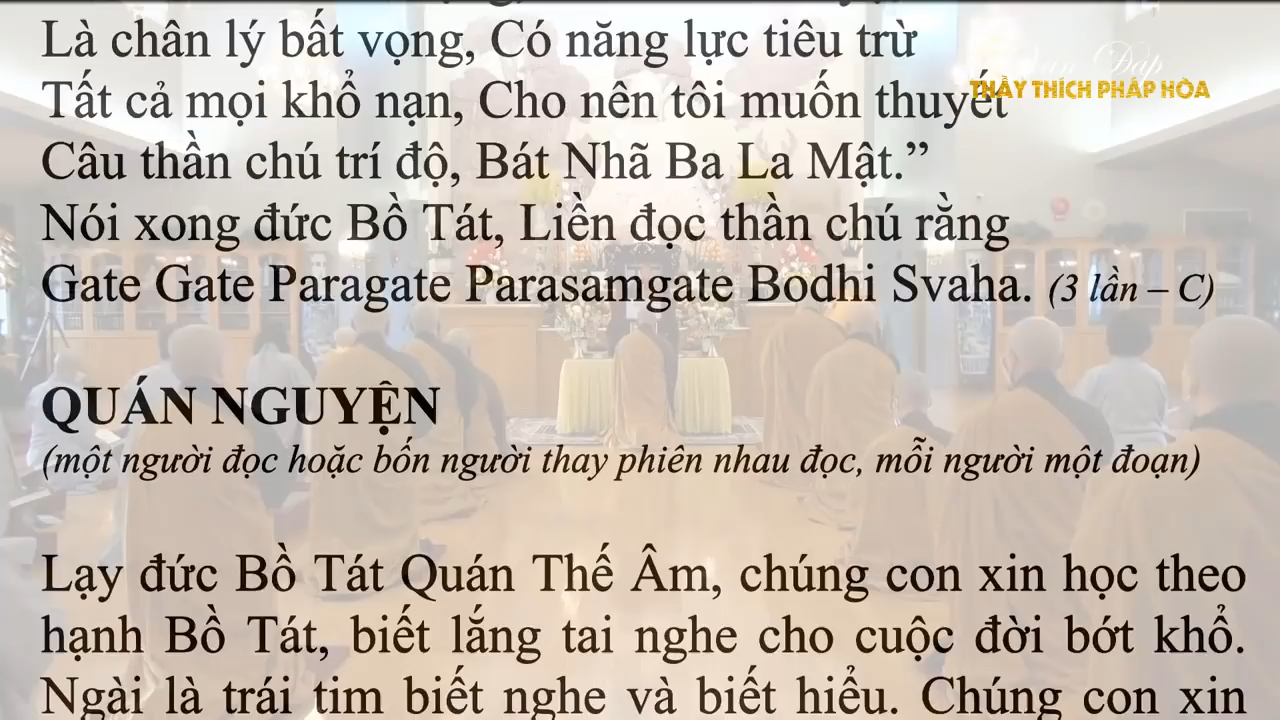 Là chân lý bất vọng, Có năng lực tiêu trừ
Đáp
THẦY THÍCH PHÁP HÒA
Tất cả mọi khổ nạn, Cho nên tôi muốn thuyết
Câu thần chú trí độ, Bát Nhã Ba La Mật.”
Nói xong đức Bồ Tát, Liền đọc thần chú rằng
Gate Gate Paragate Parasamgate Bodhi Svaha. (3 lần – C)
QUÁN NGUYỆN
(một người đọc hoặc bốn người thay phiên nhau đọc, mỗi người một đoạn)
Lạy đức Bồ Tát Quán Thế Âm, chúng con xin học theo
hạnh Bồ Tát, biết lắng tai nghe cho cuộc đời bớt khổ.
Ngài là trái tim biết nghe và biết hiểu. Chúng con xin